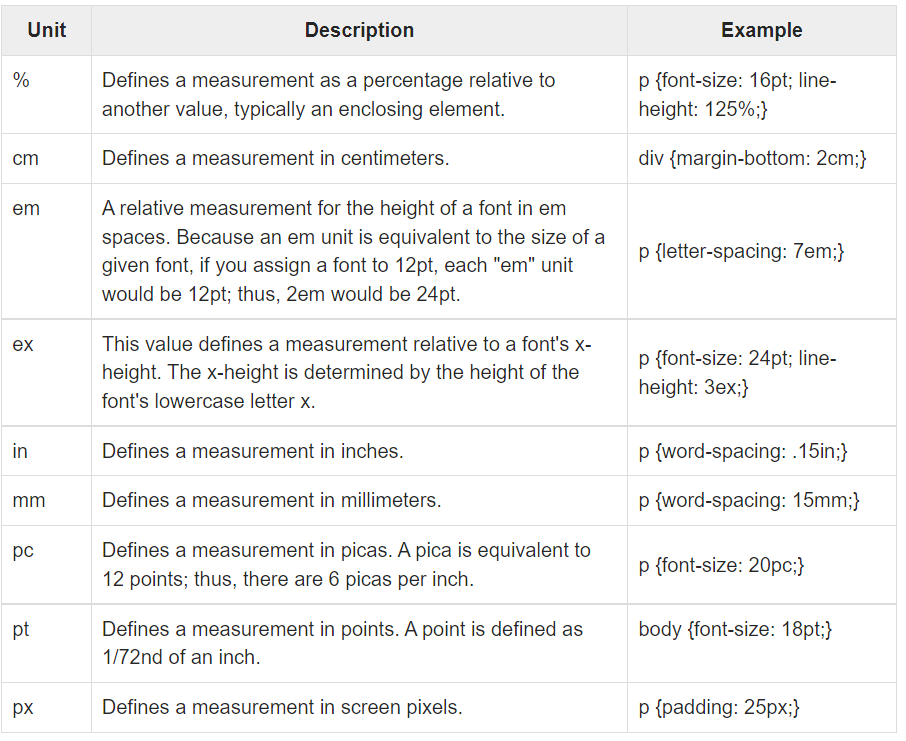 Unit Description Example
% Defines a measurement as a percentage relative to p {font-size: 16pt; line-
another value, typically an enclosing element. height: 125%;}
cm Defines a measurement in centimeters. div {margin-bottom: 2cm;}
em A relative measurement for the height of a font in em
spaces. Because an em unit is equivalent to the size of a
given font, if you assign a font to 12pt, each "em" unit
would be 12pt; thus, 2em would be 24pt.
p {letter-spacing: 7em;}
ex This value defines a measurement relative to a font's x-
height. The x-height is determined by the height of the
font's lowercase letter x.
p {font-size: 24pt; line-
height: 3ex;}
in Defines a measurement in inches. p {word-spacing: .15in;}
mm Defines a measurement in millimeters. p {word-spacing: 15mm;}
pc Defines a measurement in picas. A pica is equivalent to
12 points; thus, there are 6 picas per inch.
p {font-size: 20pc;}
pt Defines a measurement in points. A point is defined as body {font-size: 18pt;}
1/72nd of an inch.
px Defines a measurement in screen pixels. p {padding: 25px;}